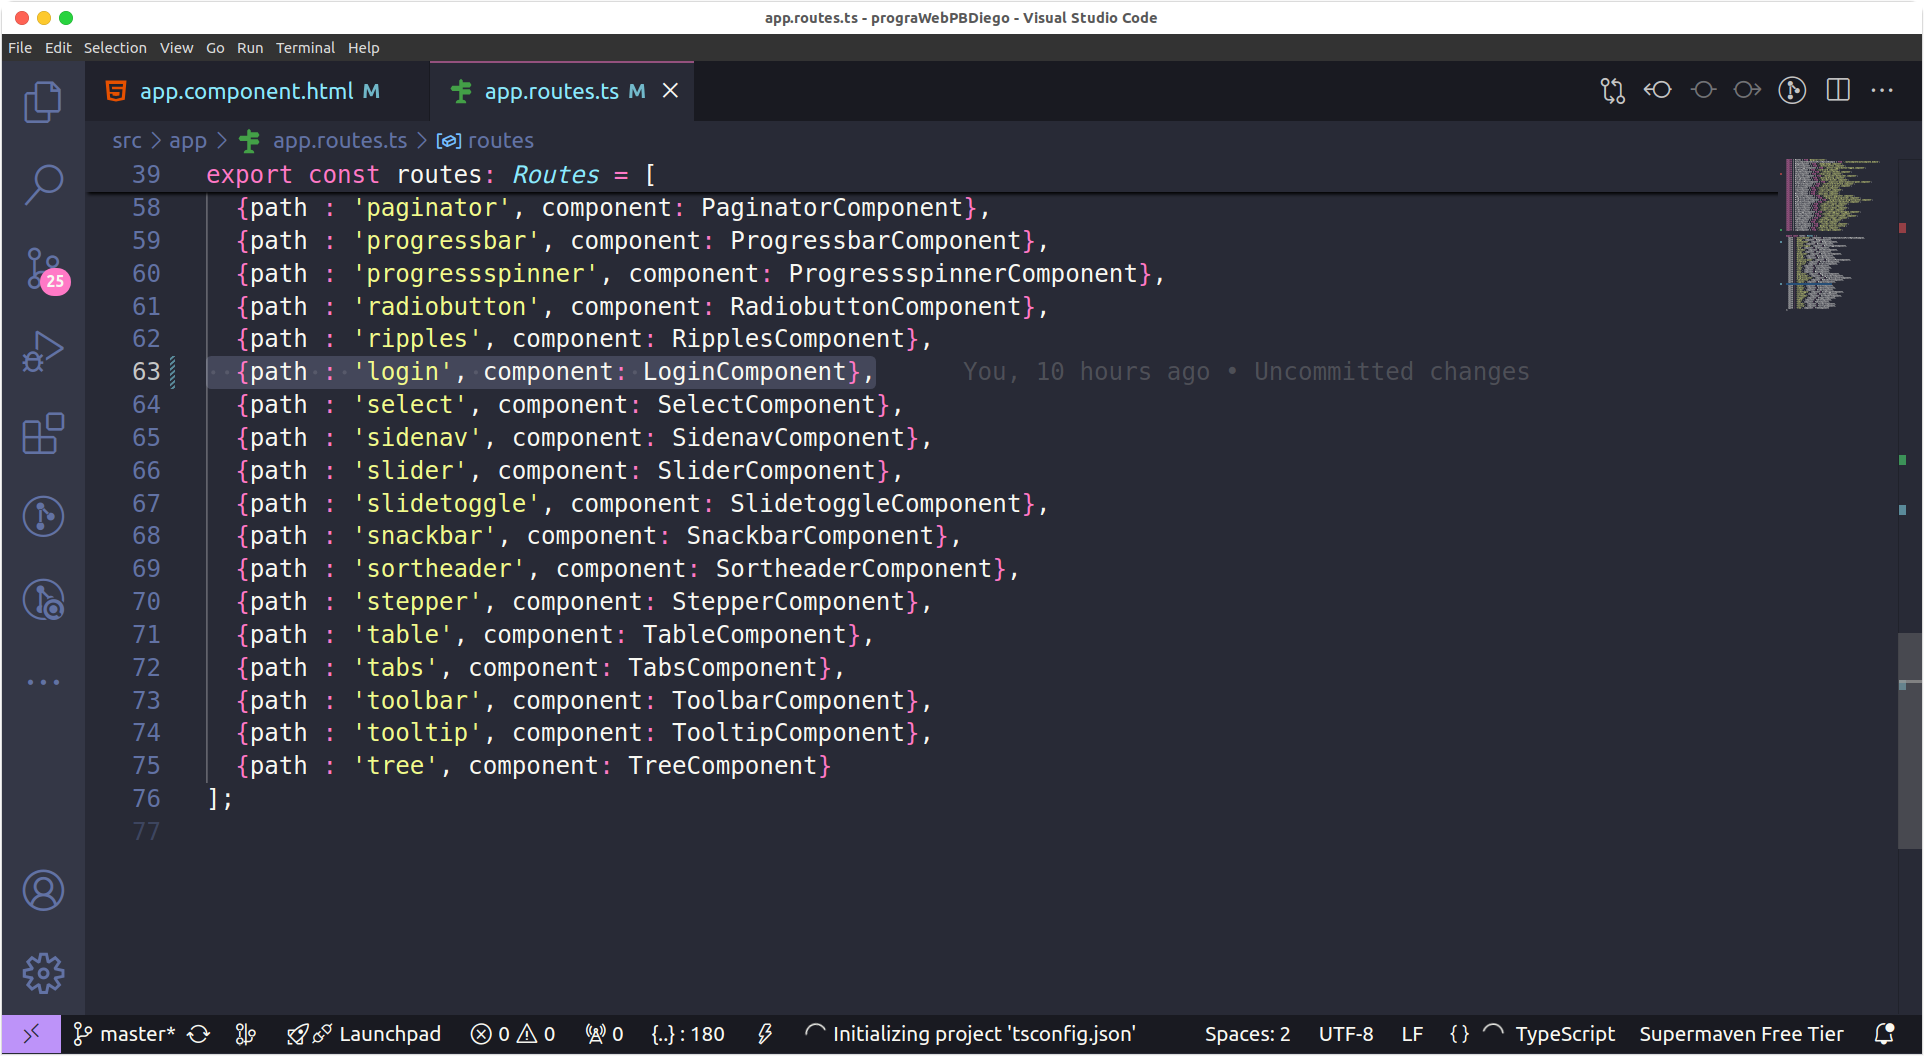 app.routes.ts - prograWebPBDiego - Visual Studio Code
File Edit Selection View Go Run Terminal Help
app.component.html M
app.routes.ts M
src > app > app.routes.ts > routes
39 export const routes: Routes = [
58 {path : 'paginator', component: PaginatorComponent},
59 {path : 'progressbar', component: ProgressbarComponent},
60 {path : 'progressspinner', component: ProgressspinnerComponent},
61 {path : 'radiobutton', component: RadiobuttonComponent},
62 {path : 'ripples', component: RipplesComponent},
63 {path : 'login', component: LoginComponent}, You, 10 hours ago • Uncommitted changes
64 {path : 'select', component: SelectComponent},
65 {path : 'sidenav', component: SidenavComponent},
66 {path : 'slider', component: SliderComponent},
67 {path : 'slidetoggle', component: SlidetoggleComponent},
68 {path : 'snackbar', component: SnackbarComponent},
69 {path : 'sortheader', component: SortheaderComponent},
70 {path : 'stepper', component: StepperComponent},
71 {path : 'table', component: TableComponent},
72 {path : 'tabs', component: TabsComponent},
73 {path : 'toolbar', component: ToolbarComponent},
74 {path : 'tooltip', component: TooltipComponent},
75 {path : 'tree', component: TreeComponent}
76 ];
77
25
master* Launchpad 0 0 0 {..} : 180 Initializing project 'tsconfig.json' Spaces: 2 UTF-8 LF { } TypeScript Supermaven Free Tier